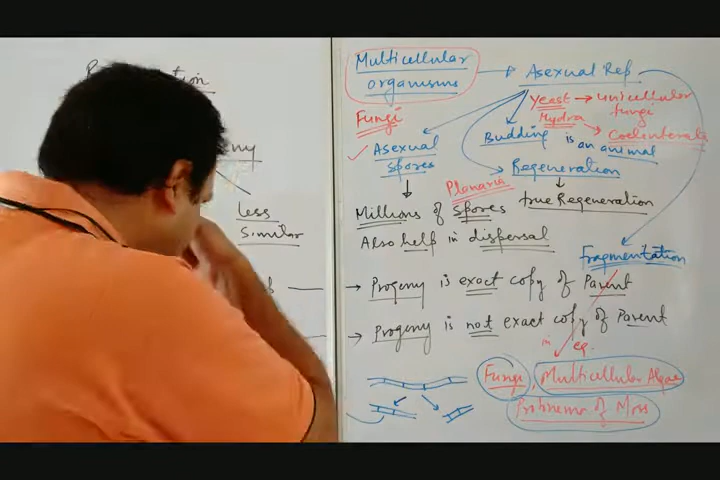 less
Similar
Multicellular
organisms
Asexual Rep
Yeast → unicellular
fungi
Hydra → Coelenterate
is an animal
Fungi
✓ Asexual
spores
Budding
Regeneration
Planaria
true Regeneration
Millions of spores
Also help in dispersal
Fragmentation
→ Progeny is exact copy of Parent
→ Progeny is not exact copy of Parent
in eg.
Fungi, Multicellular Algae
Protinema of Moss